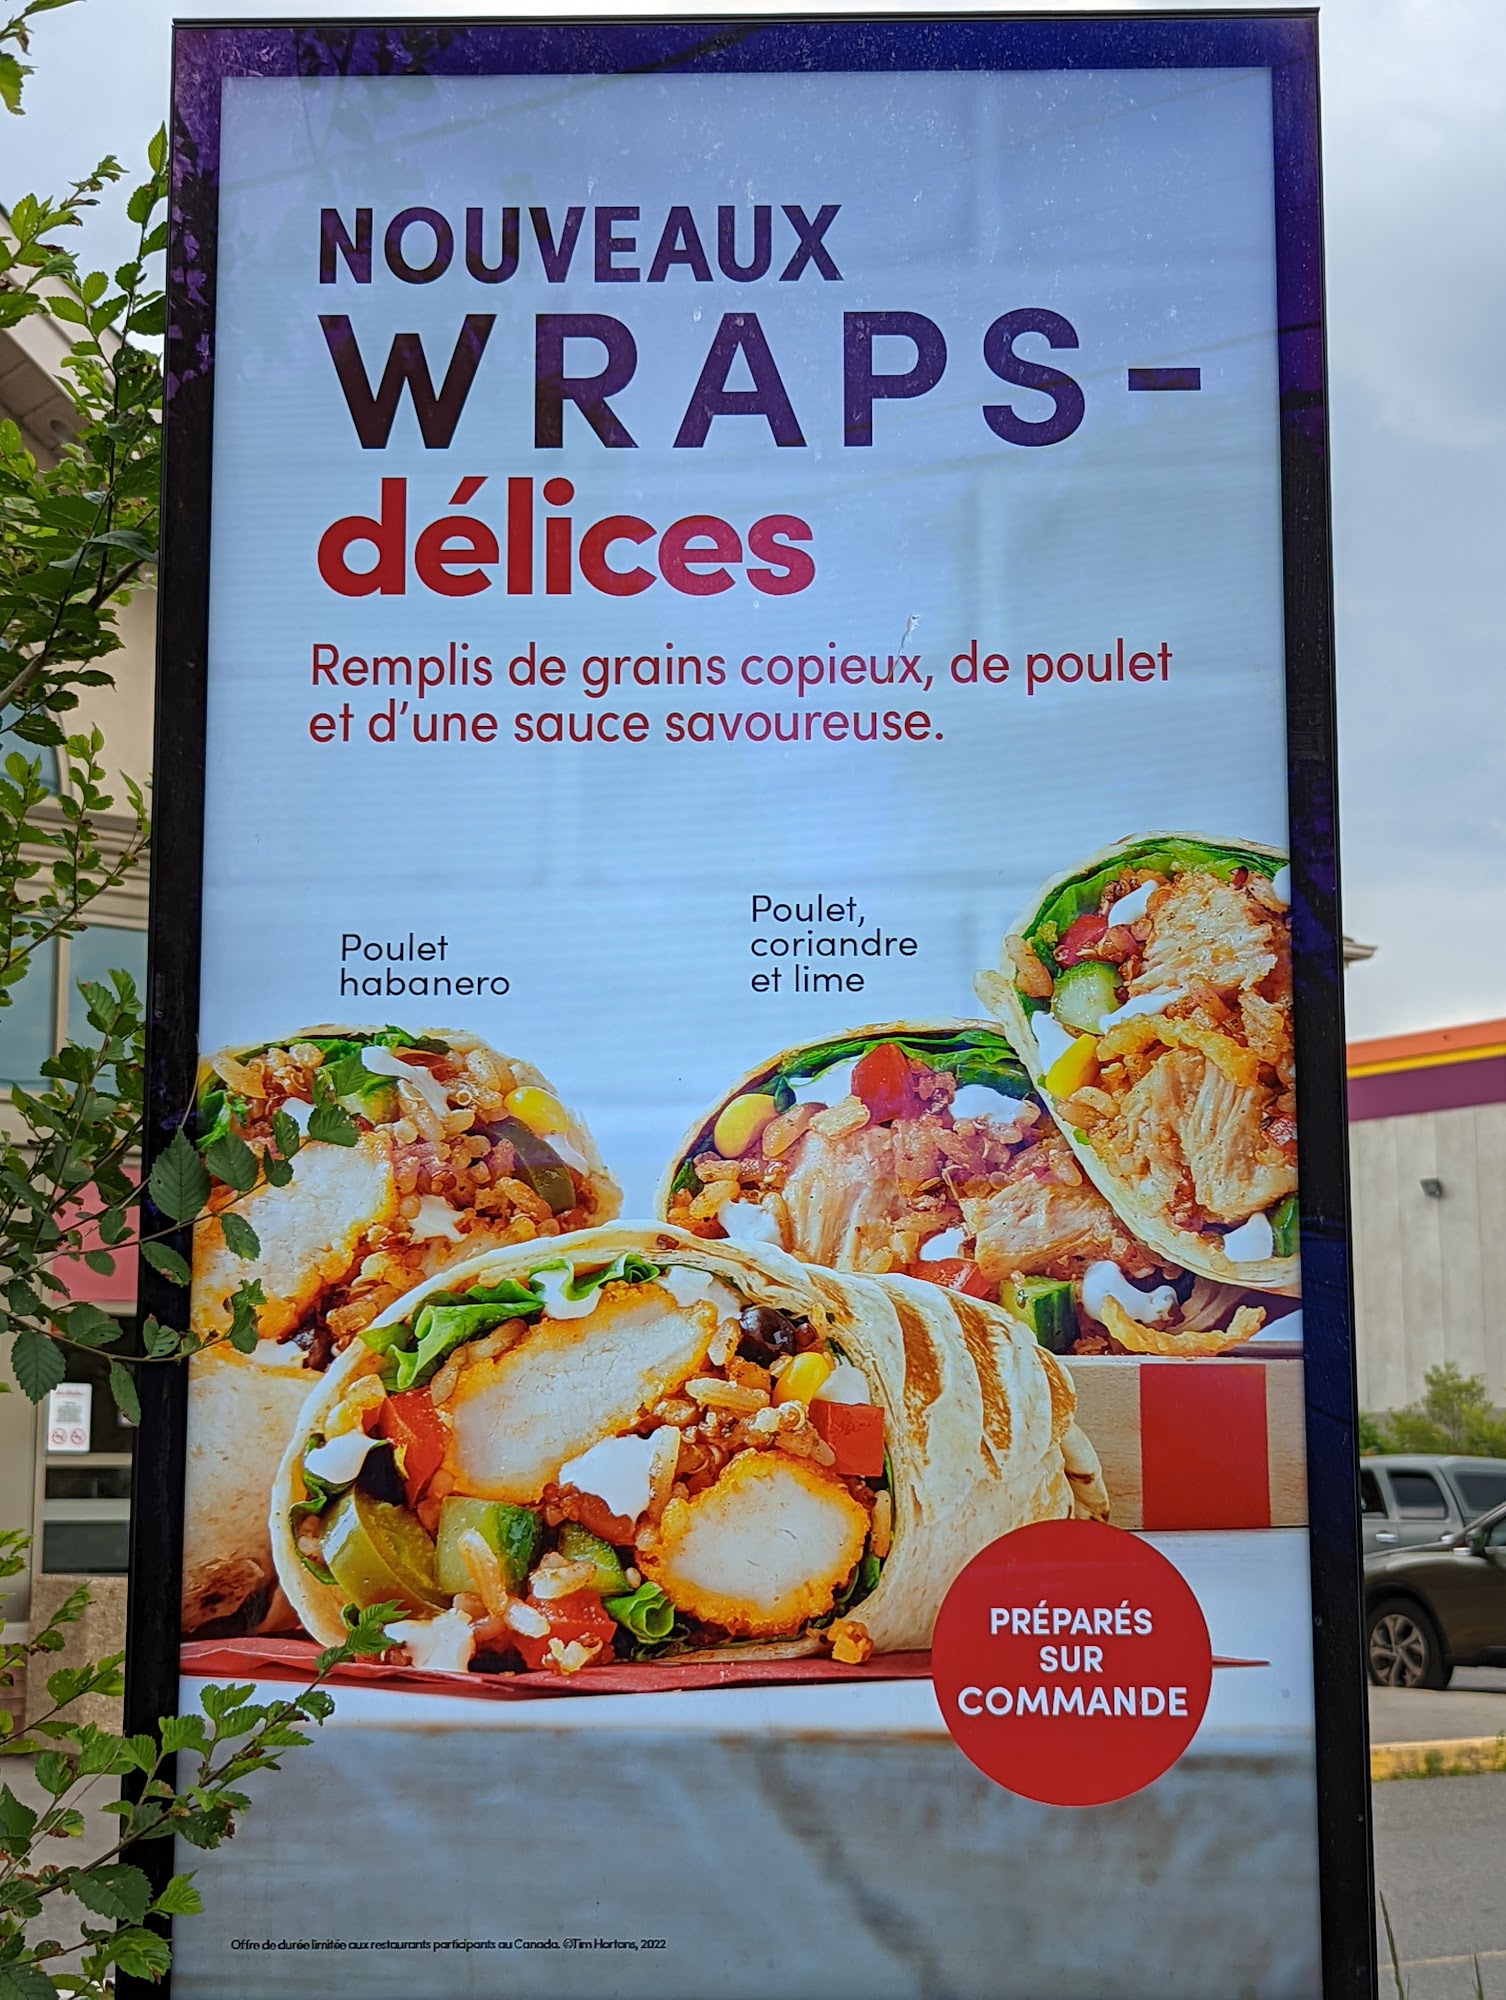 NOUVEAUX
WRAPS-
délices
Remplis de grains copieux, de poulet
et d'une sauce savoureuse.
Poulet
habanero
Poulet,
coriandre
et lime
PRÉPARÉS
SUR
COMMANDE
Offre de durée limitée aux restaurants participants au Canada. ©Tim Hortons, 2022